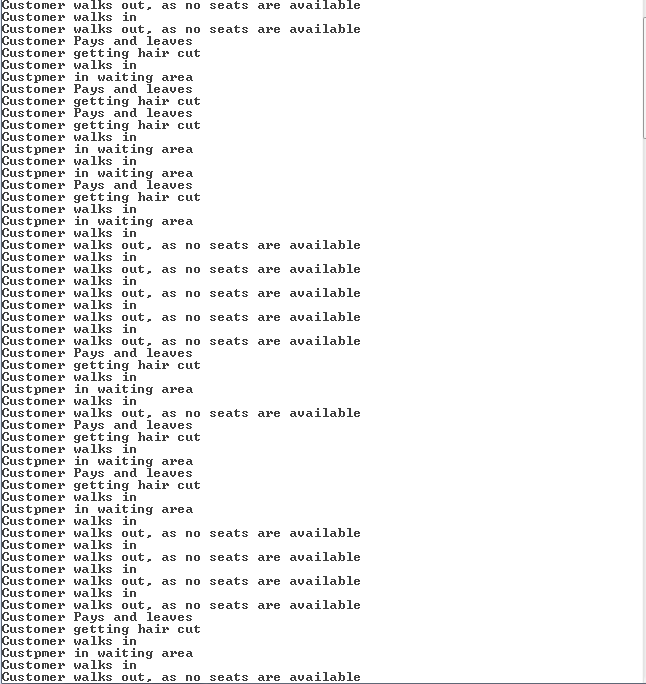 Customer walks out, as no seats are available
Customer walks in
Customer walks out, as no seats are available
Customer Pays and leaves
Customer getting hair cut
Customer walks in
Custpmer in waiting area
Customer Pays and leaves
Customer getting hair cut
Customer Pays and leaves
Customer getting hair cut
Customer walks in
Custpmer in waiting area
Customer walks in
Custpmer in waiting area
Customer Pays and leaves
Customer getting hair cut
Customer walks in
Custpmer in waiting area
Customer walks in
Customer walks out, as no seats are available
Customer walks in
Customer walks out, as no seats are available
Customer walks in
Customer walks out, as no seats are available
Customer walks in
Customer walks out, as no seats are available
Customer walks in
Customer walks out, as no seats are available
Customer Pays and leaves
Customer getting hair cut
Customer walks in
Custpmer in waiting area
Customer walks in
Customer walks out, as no seats are available
Customer Pays and leaves
Customer getting hair cut
Customer walks in
Custpmer in waiting area
Customer Pays and leaves
Customer getting hair cut
Customer walks in
Custpmer in waiting area
Customer walks in
Customer walks out, as no seats are available
Customer walks in
Customer walks out, as no seats are available
Customer walks in
Customer walks out, as no seats are available
Customer walks in
Customer walks out, as no seats are available
Customer Pays and leaves
Customer getting hair cut
Customer walks in
Custpmer in waiting area
Customer walks in
Customer walks out, as no seats are available